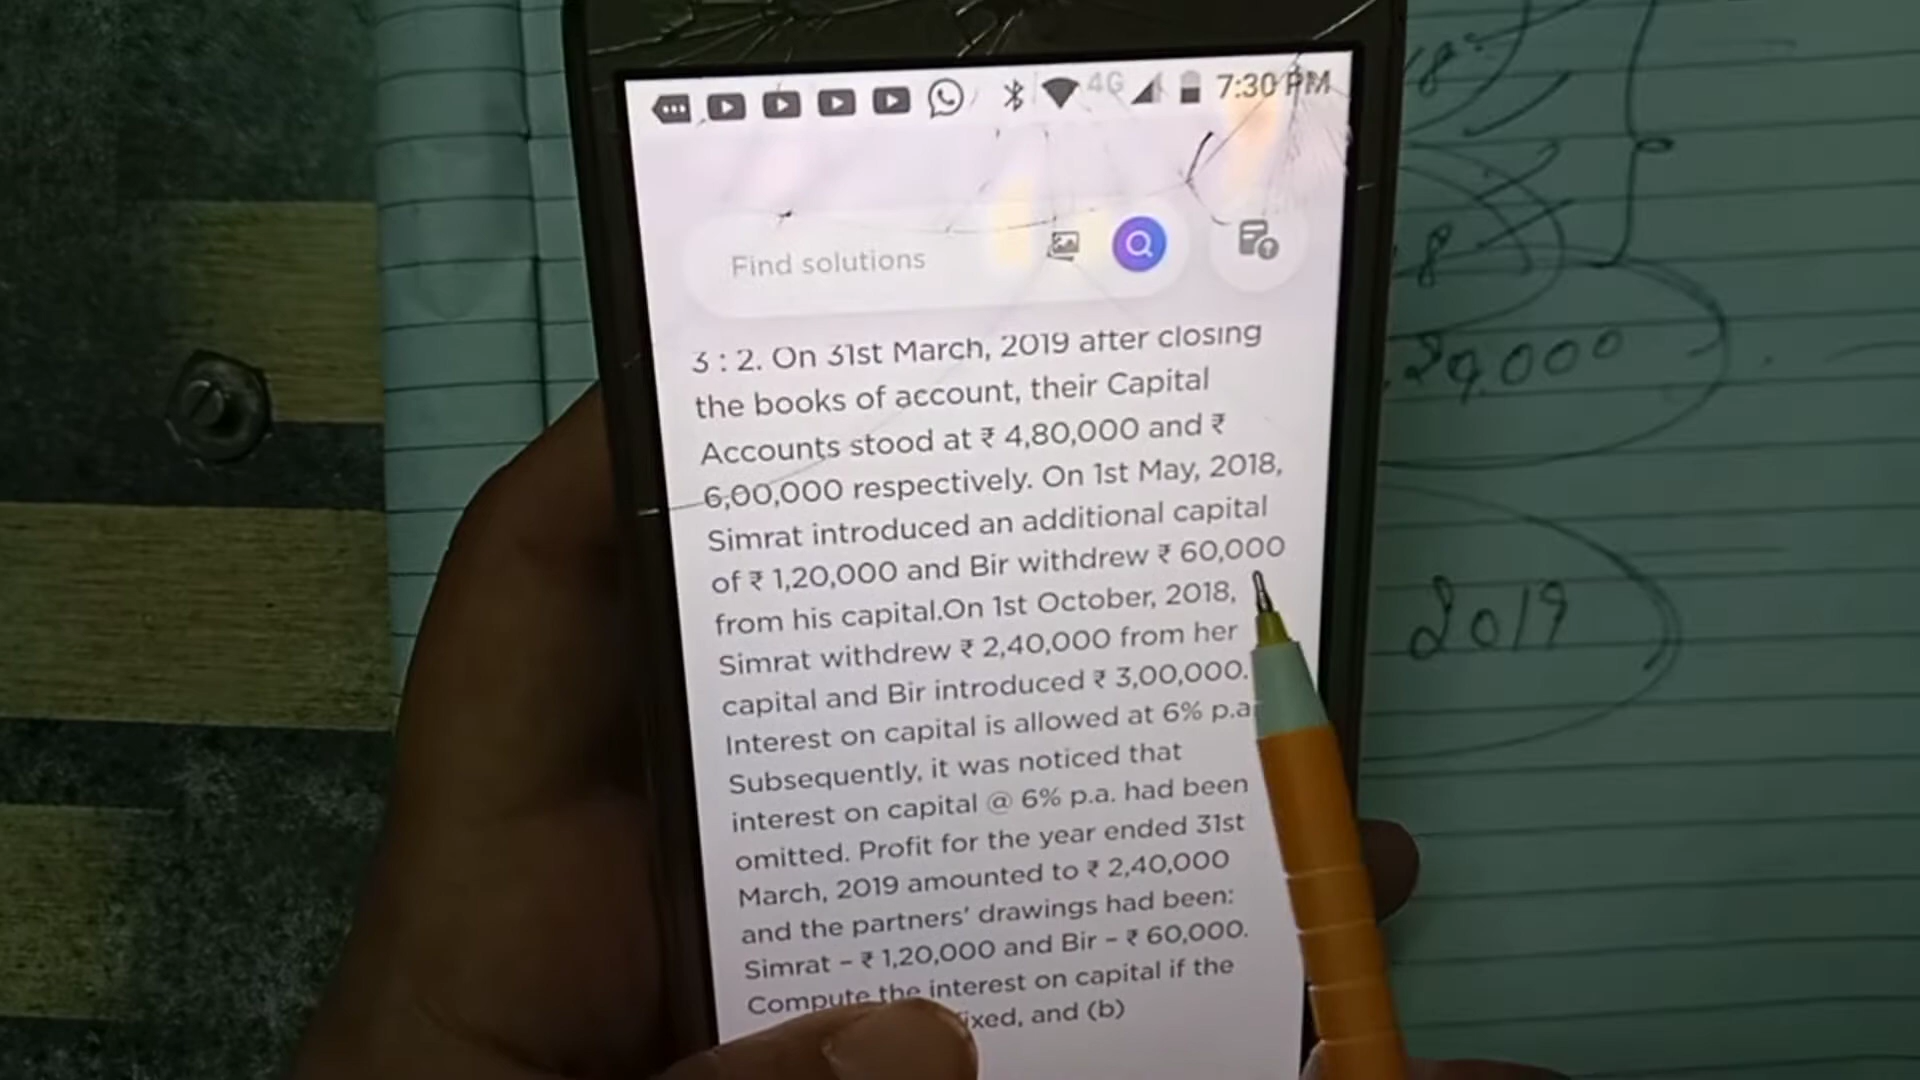 4G 7:30 PM
Find solutions
3 : 2. On 31st March, 2019 after closing
the books of account, their Capital
Accounts stood at ₹ 4,80,000 and ₹
6,00,000 respectively. On 1st May, 2018,
Simrat introduced an additional capital
of ₹ 1,20,000 and Bir withdrew ₹ 60,000
from his capital.On 1st October, 2018,
Simrat withdrew ₹ 2,40,000 from her
capital and Bir introduced ₹ 3,00,000.
Interest on capital is allowed at 6% p.a
Subsequently, it was noticed that
interest on capital @ 6% p.a. had been
omitted. Profit for the year ended 31st
March, 2019 amounted to ₹ 2,40,000
and the partners' drawings had been:
Simrat – ₹ 1,20,000 and Bir – ₹ 60,000.
Compute the interest on capital if the
ixed, and (b)
29,000
2019